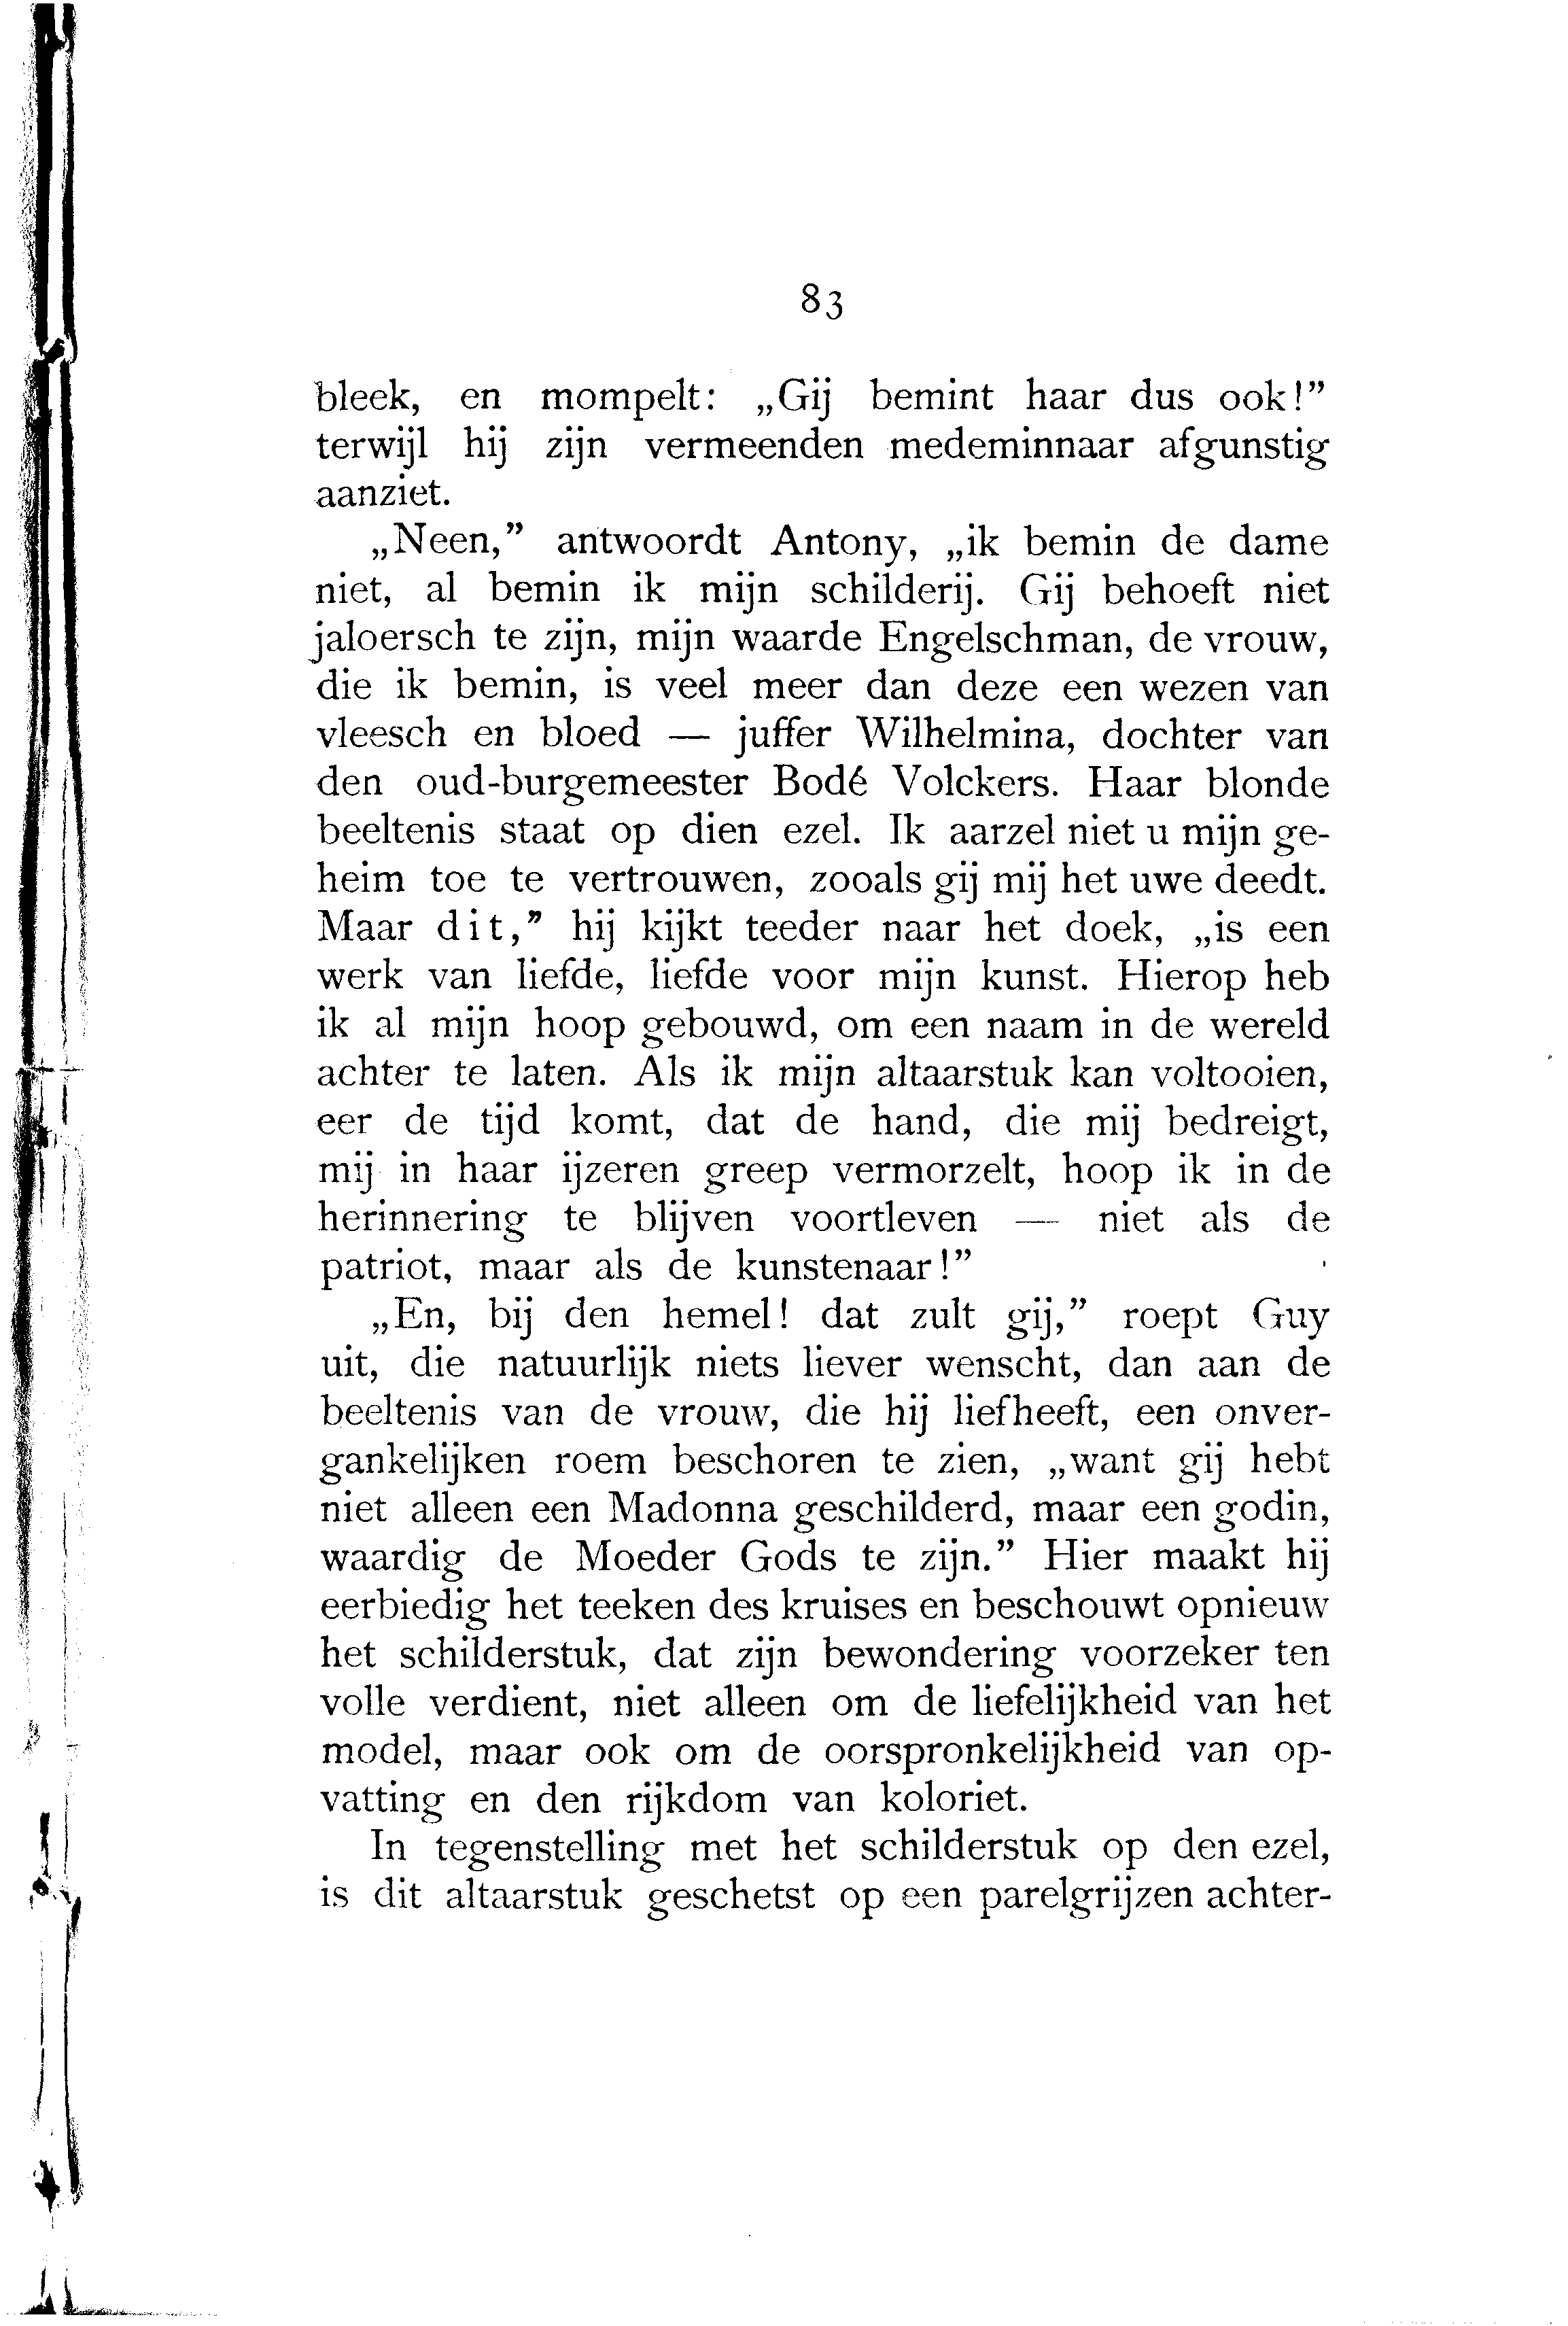 83
bleek, en mompelt: „Gij bemint haar dus ook!”
terwijl hij zijn vermeenden medeminnaar afgunstig
aanziet.
„Neen,” antwoordt Antony, „ik bemin de dame
niet, al bemin ik mijn schilderij. Gij behoeft niet
jaloersch te zijn, mijn waarde Engelschman, de vrouw,
die ik bemin, is veel meer dan deze een wezen van
vleesch en bloed — juffer Wilhelmina, dochter van
den oud-burgemeester Bodé Volckers. Haar blonde
beeltenis staat op dien ezel. Ik aarzel niet u mijn ge-
heim toe te vertrouwen, zooals gij mij het uwe deedt.
Maar dit,” hij kijkt teeder naar het doek, „is een
werk van liefde, liefde voor mijn kunst. Hierop heb
ik al mijn hoop gebouwd, om een naam in de wereld
achter te laten. Als ik mijn altaarstuk kan voltooien,
eer de tijd komt, dat de hand, die mij bedreigt,
mij in haar ijzeren greep vermorzelt, hoop ik in de
herinnering te blijven voortleven — niet als de
patriot, maar als de kunstenaar!”
„En, bij den hemel! dat zult gij,” roept Guy
uit, die natuurlijk niets liever wenscht, dan aan de
beeltenis van de vrouw, die hij liefheeft, een onver-
gankelijken roem beschoren te zien, „want gij hebt
niet alleen een Madonna geschilderd, maar een godin,
waardig de Moeder Gods te zijn.” Hier maakt hij
eerbiedig het teeken des kruises en beschouwt opnieuw
het schilderstuk, dat zijn bewondering voorzeker ten
volle verdient, niet alleen om de liefelijkheid van het
model, maar ook om de oorspronkelijkheid van op-
vatting en den rijkdom van koloriet.
In tegenstelling met het schilderstuk op den ezel,
is dit altaarstuk geschetst op een parelgrijzen achter-